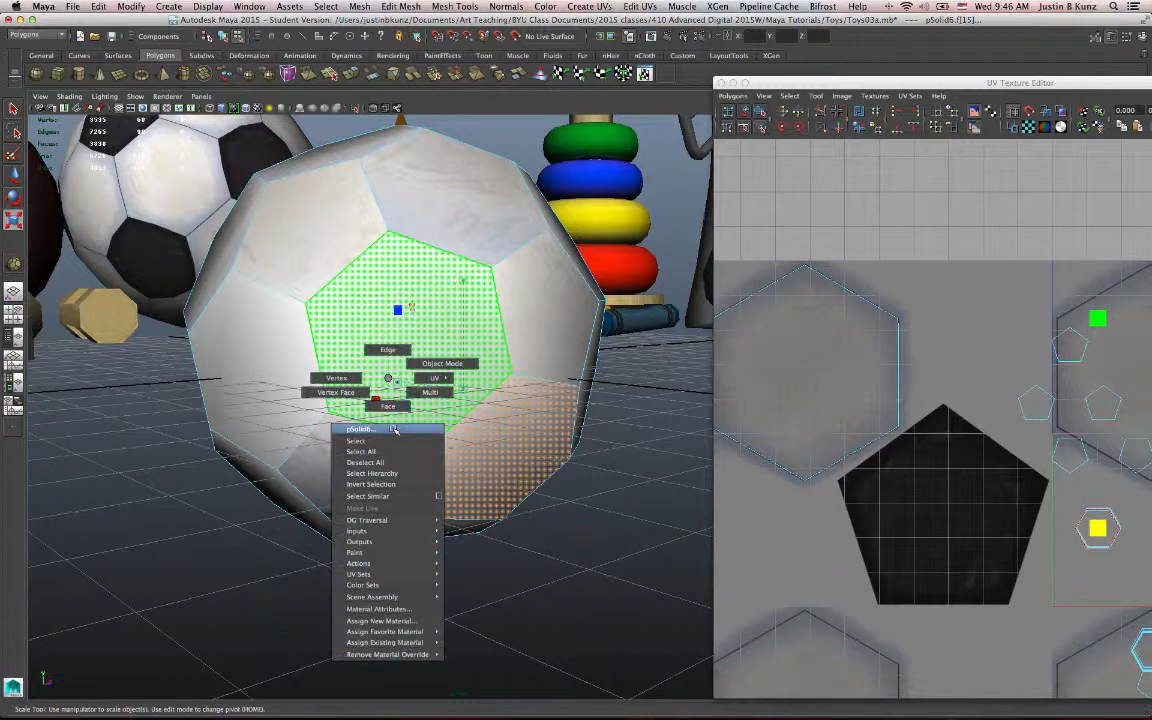 Maya File Edit Modify Create Display Window Assets Select Mesh Edit Mesh Mesh Tools Normals Color Create UVs Edit UVs Muscle XGen Pipeline Cache Bifrost Help Wed 9:46 AM Justin B Kunz
Autodesk Maya 2015 - Student Version: /Users/justinbkunz/Documents/Art Teaching/BYU Class Documents/2015 classes/410 Advanced Digital 2015W/Maya Tutorials/Toys/Toys03a.mb* --- pSolid6.f[15]...
Polygons Components No Live Surface X: Y: Z:
General Curves Surfaces Polygons Subdivs Deformation Animation Dynamics Rendering PaintEffects Toon Muscle Fluids Fur nHair nCloth Custom MasterLayouts XGen
View Shading Lighting Show Renderer Panels
UV Texture Editor
Polygons View Select Tool Image Textures UV Sets Help
0.000
Verts: 3535 60
Edges: 7265 90
Edge
Object Mode
Vertex
UV
Vertex Face
Multi
Face
pSolid6...
Select
Select All
Deselect All
Select Hierarchy
Invert Selection
Select Similar
Make Live
DG Traversal
Inputs
Outputs
Paint
Actions
UV Sets
Color Sets
Scene Assembly
Material Attributes...
Assign New Material...
Assign Favorite Material
Assign Existing Material
Remove Material Override
Scale Tool: Use manipulator to scale object(s). Use edit mode to change pivot (HOME).